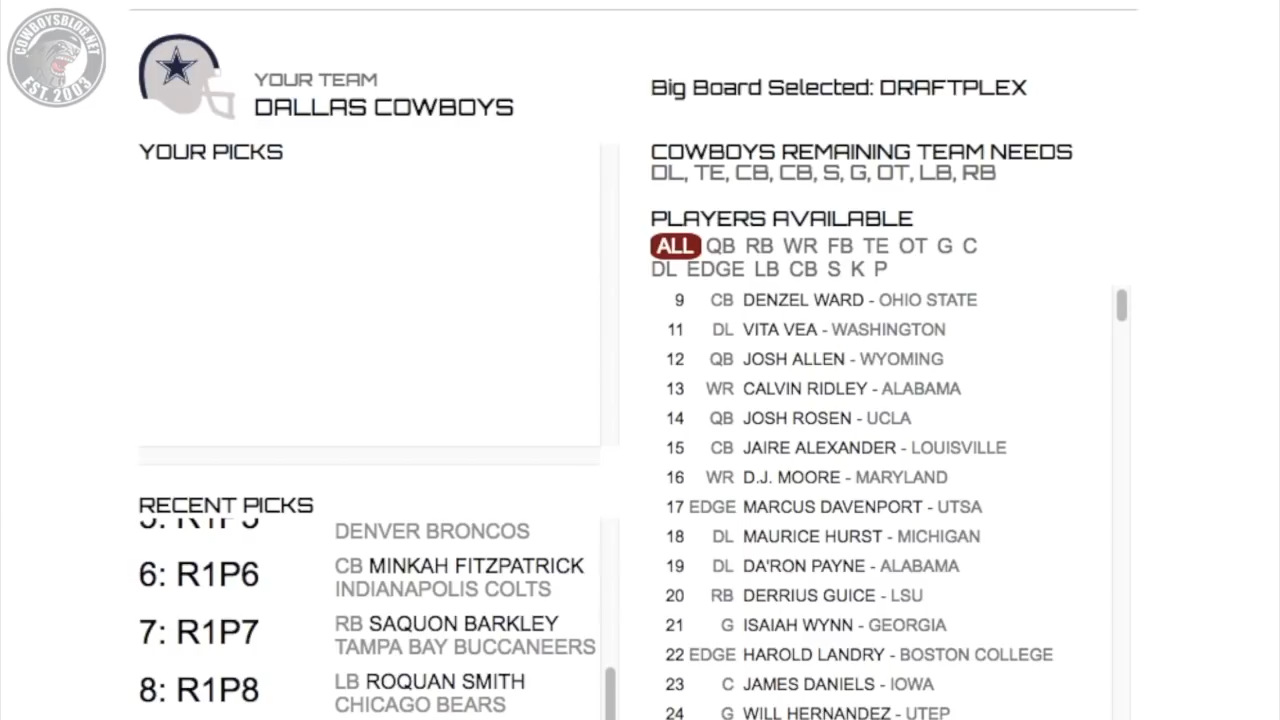 COWBOYSBLOG.NET
EST. 2003
YOUR TEAM
DALLAS COWBOYS
Big Board Selected: DRAFTPLEX
YOUR PICKS
COWBOYS REMAINING TEAM NEEDS
DL, TE, CB, CB, S, G, OT, LB, RB
PLAYERS AVAILABLE
ALL QB RB WR FB TE OT G C
DL EDGE LB CB S K P
9 CB DENZEL WARD - OHIO STATE
11 DL VITA VEA - WASHINGTON
12 QB JOSH ALLEN - WYOMING
13 WR CALVIN RIDLEY - ALABAMA
14 QB JOSH ROSEN - UCLA
15 CB JAIRE ALEXANDER - LOUISVILLE
16 WR D.J. MOORE - MARYLAND
17 EDGE MARCUS DAVENPORT - UTSA
18 DL MAURICE HURST - MICHIGAN
19 DL DA'RON PAYNE - ALABAMA
20 RB DERRIUS GUICE - LSU
21 G ISAIAH WYNN - GEORGIA
22 EDGE HAROLD LANDRY - BOSTON COLLEGE
23 C JAMES DANIELS - IOWA
24 G WILL HERNANDEZ - UTEP
RECENT PICKS
5: R1P5
DENVER BRONCOS
6: R1P6 CB MINKAH FITZPATRICK
INDIANAPOLIS COLTS
7: R1P7 RB SAQUON BARKLEY
TAMPA BAY BUCCANEERS
8: R1P8 LB ROQUAN SMITH
CHICAGO BEARS